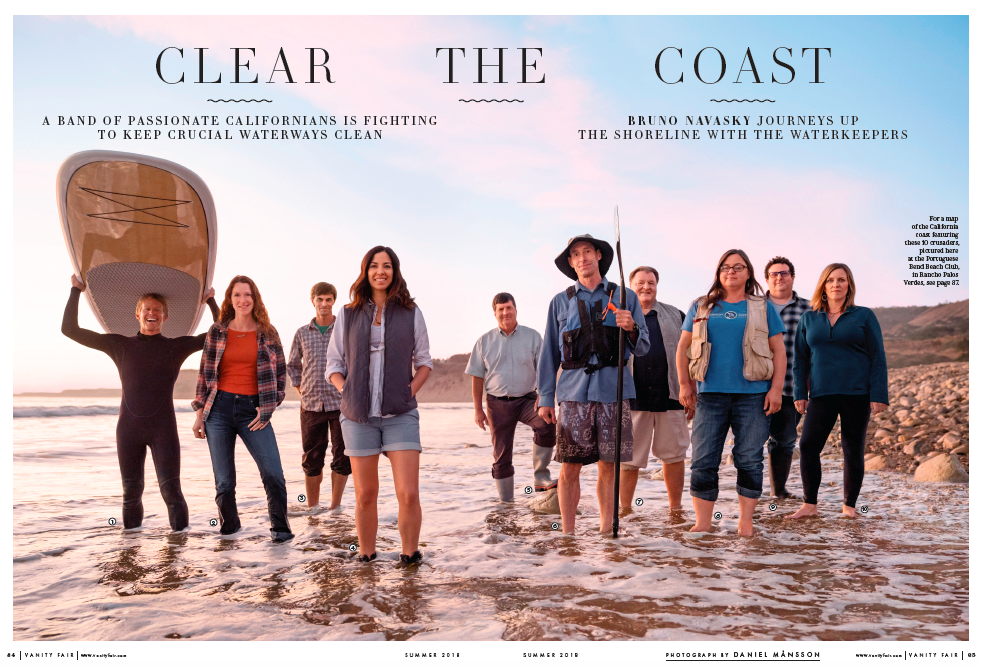 CLEAR THE COAST
A BAND OF PASSIONATE CALIFORNIANS IS FIGHTING
TO KEEP CRUCIAL WATERWAYS CLEAN
BRUNO NAVASKY JOURNEYS UP
THE SHORELINE WITH THE WATERKEEPERS
For a map
of the California
coast featuring
these 10 crusaders,
pictured here
at the Portuguese
Bend Beach Club,
in Rancho Palos
Verdes, see page 87.
1
2
3
4
5
6
7
8
9
10
84 | VANITY FAIR | www.vanityfair.com
SUMMER 2018
SUMMER 2018
PHOTOGRAPH BY DANIEL MÅNSSON
www.vanityfair.com | VANITY FAIR | 85